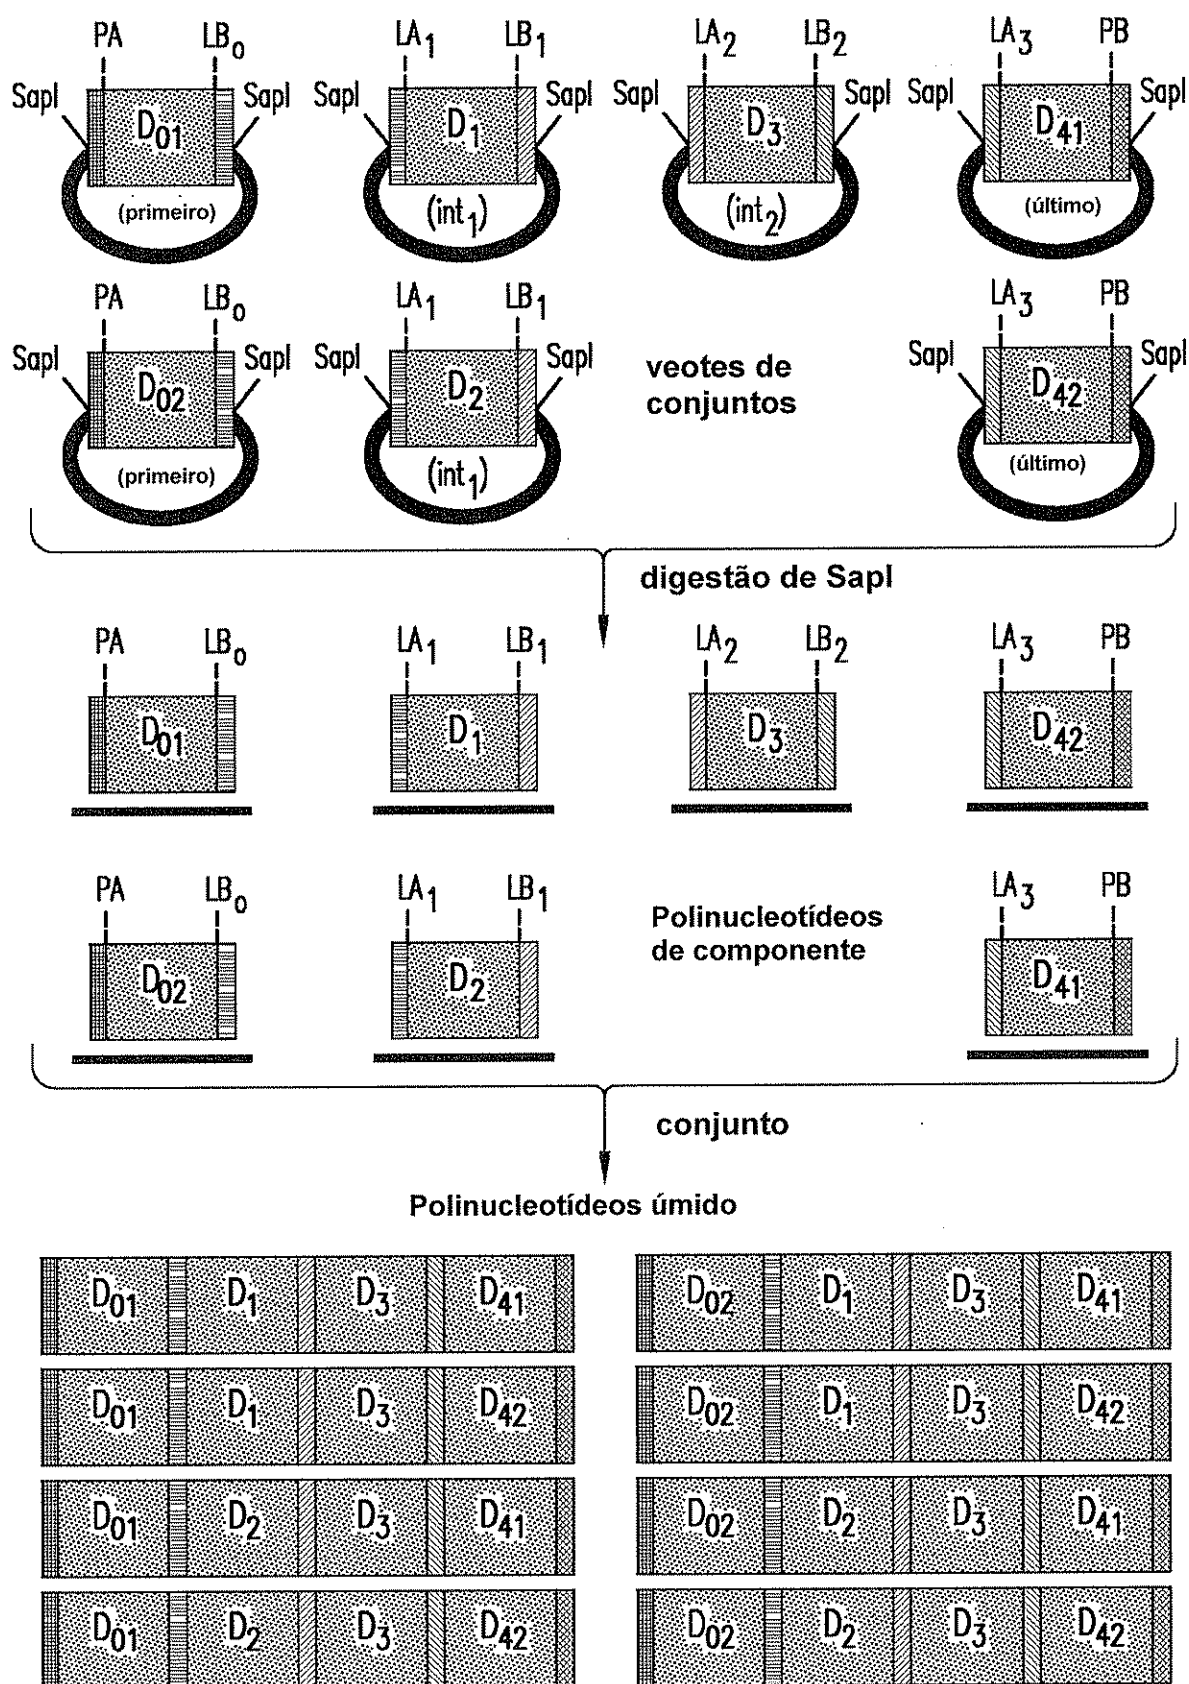 PA LB0 LA1 LB1 LA2 LB2 LA3 PB
SapI SapI SapI SapI SapI SapI SapI SapI
D01 D1 D3 D41
(primeiro) (int1) (int2) (último)
PA LB0 LA1 LB1 LA3 PB
SapI SapI SapI SapI SapI SapI
D02 D2 D42
veotes de
conjuntos
(primeiro) (int1) (último)
digestão de SapI
PA LB0 LA1 LB1 LA2 LB2 LA3 PB
D01 D1 D3 D42
PA LB0 LA1 LB1 LA3 PB
Polinucleotídeos
de componente
D02 D2 D41
conjunto
Polinucleotídeos úmido
D01 D1 D3 D41 D02 D1 D3 D41
D01 D1 D3 D42 D02 D1 D3 D42
D01 D2 D3 D41 D02 D2 D3 D41
D01 D2 D3 D42 D02 D2 D3 D42